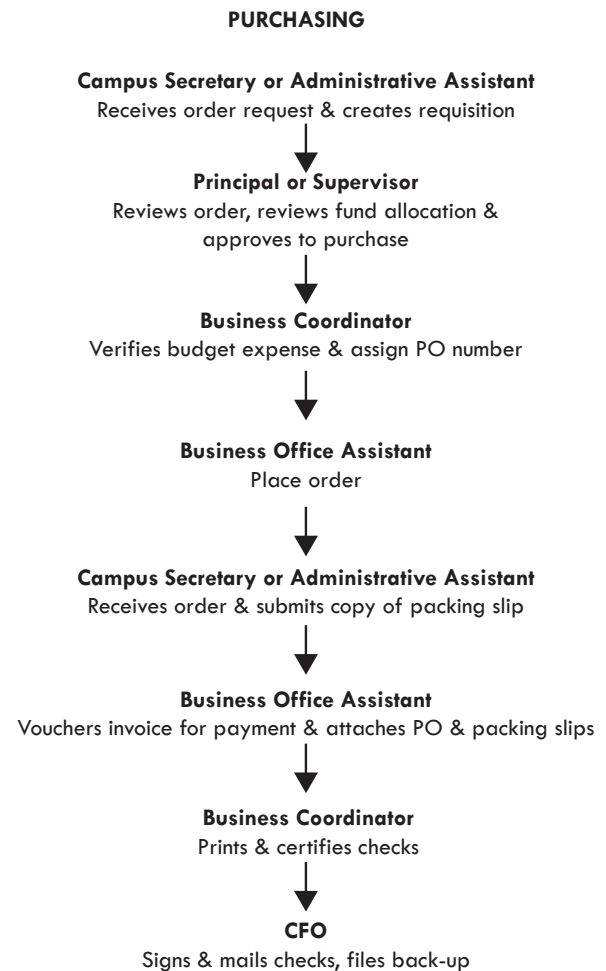 PURCHASING
Campus Secretary or Administrative Assistant
Receives order request & creates requisition
Principal or Supervisor
Reviews order, reviews fund allocation &
approves to purchase
Business Coordinator
Verifies budget expense & assign PO number
Business Office Assistant
Place order
Campus Secretary or Administrative Assistant
Receives order & submits copy of packing slip
Business Office Assistant
Vouchers invoice for payment & attaches PO & packing slips
Business Coordinator
Prints & certifies checks
CFO
Signs & mails checks, files back-up